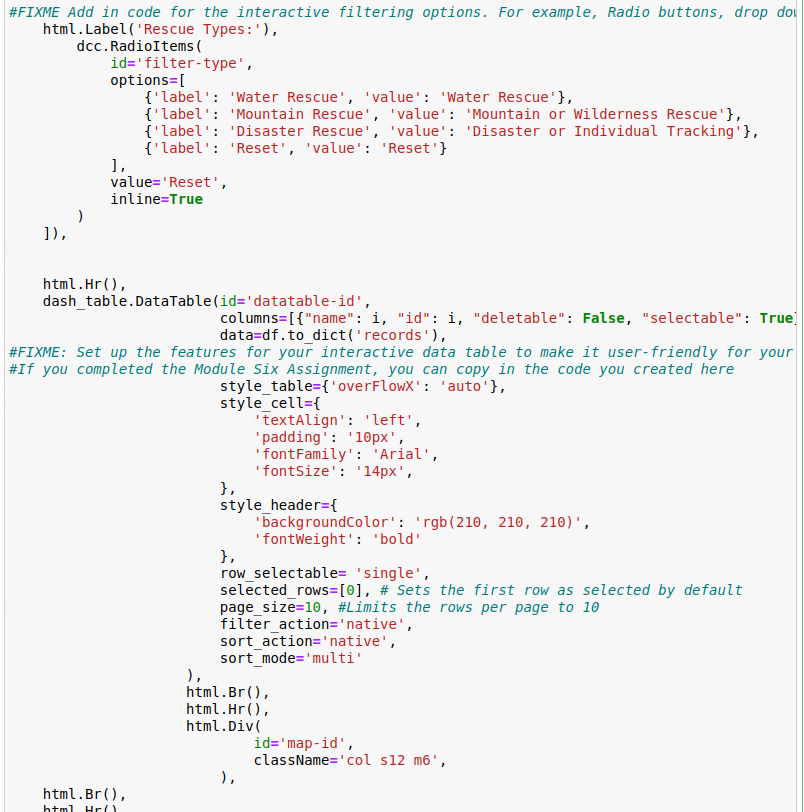 #FIXME Add in code for the interactive filtering options. For example, Radio buttons, drop
    html.Label('Rescue Types:'),
        dcc.RadioItems(
            id='filter-type',
            options=[
                {'label': 'Water Rescue', 'value': 'Water Rescue'},
                {'label': 'Mountain Rescue', 'value': 'Mountain or Wilderness Rescue'},
                {'label': 'Disaster Rescue', 'value': 'Disaster or Individual Tracking'},
                {'label': 'Reset', 'value': 'Reset'}
            ],
            value='Reset',
            inline=True
        )
    ]),
    html.Hr(),
    dash_table.DataTable(id='datatable-id',
                         columns=[{"name": i, "id": i, "deletable": False, "selectable": True}
                         data=df.to_dict('records'),
#FIXME: Set up the features for your interactive data table to make it user-friendly for your
#If you completed the Module Six Assignment, you can copy in the code you created here
                         style_table={'overFlowX': 'auto'},
                         style_cell={
                             'textAlign': 'left',
                             'padding': '10px',
                             'fontFamily': 'Arial',
                             'fontSize': '14px',
                         },
                         style_header={
                             'backgroundColor': 'rgb(210, 210, 210)',
                             'fontWeight': 'bold'
                         },
                         row_selectable= 'single',
                         selected_rows=[0], # Sets the first row as selected by default
                         page_size=10, #Limits the rows per page to 10
                         filter_action='native',
                         sort_action='native',
                         sort_mode='multi'
                     ),
                     html.Br(),
                     html.Hr(),
                     html.Div(
                             id='map-id',
                             className='col s12 m6',
                         ),
    html.Br(),
    html.Hr()